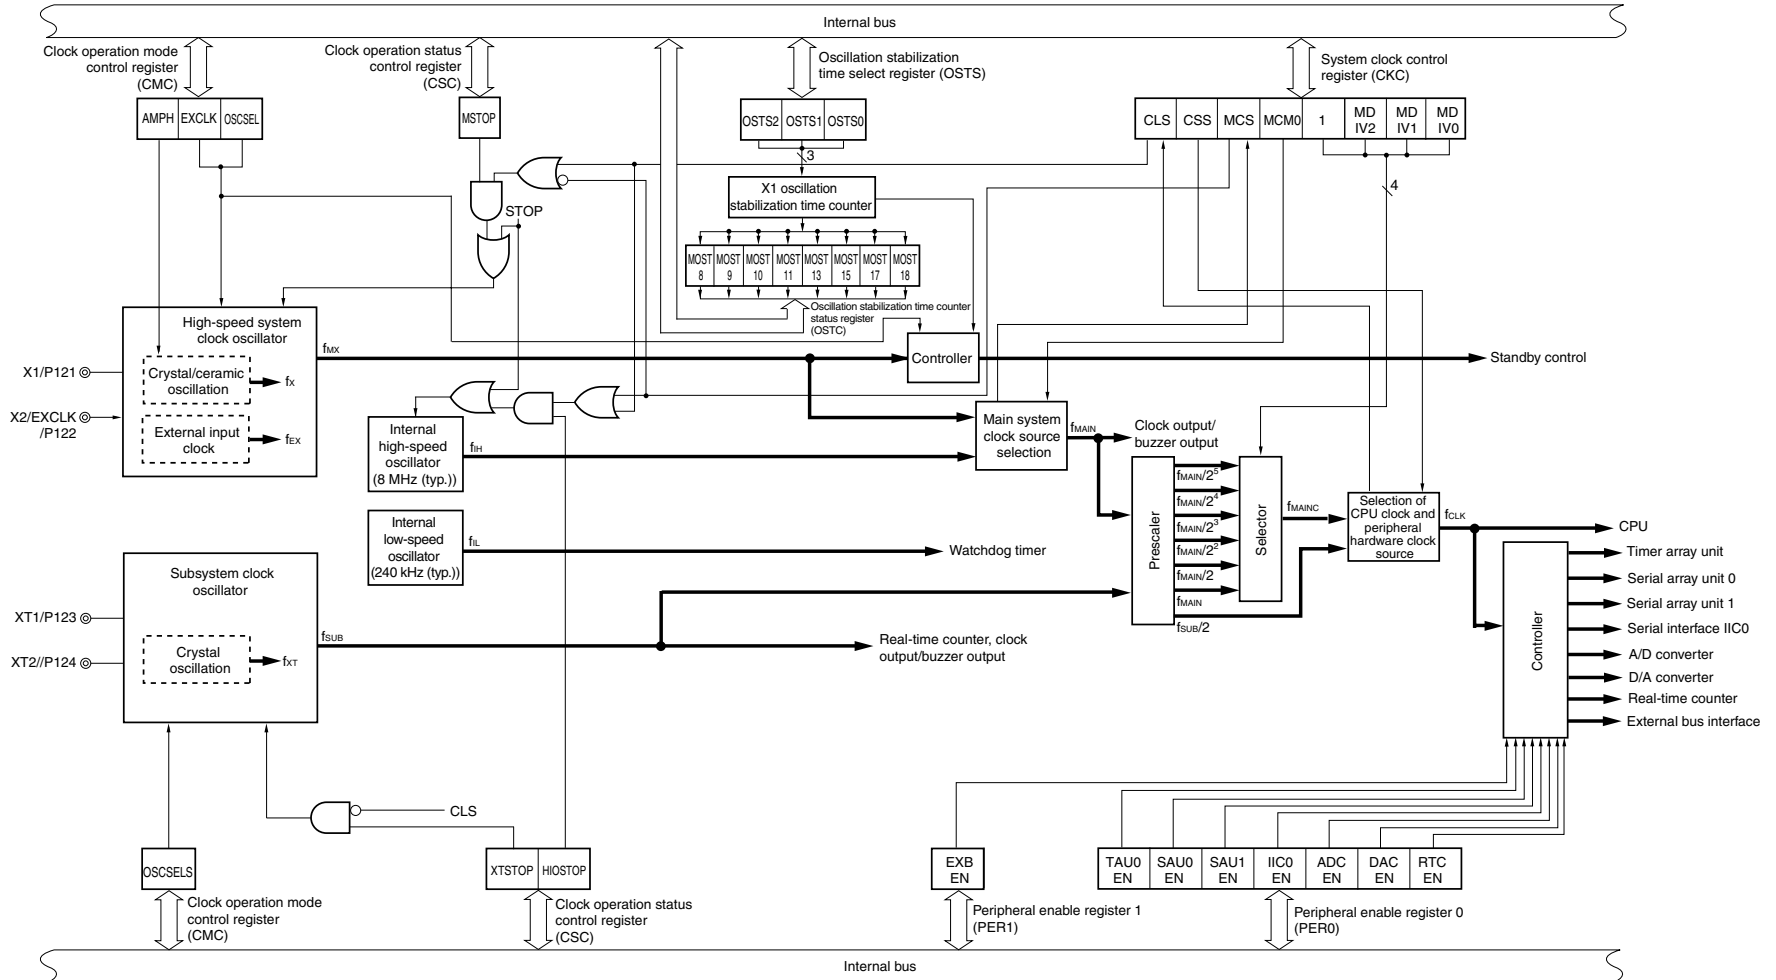 Internal bus
Clock operation mode
control register
(CMC)
Clock operation status
control register
(CSC)
Oscillation stabilization
time select register (OSTS)
System clock control
register (CKC)
AMPH EXCLK OSCSEL
MSTOP
OSTS2 OSTS1 OSTS0
CLS CSS MCS MCM0 1 MD MD MD
IV2 IV1 IV0
3
4
X1 oscillation
stabilization time counter
STOP
MOST MOST MOST MOST MOST MOST MOST MOST
8 9 10 11 13 15 17 18
Oscillation stabilization time counter
status register
(OSTC)
High-speed system
clock oscillator
fMX
Controller
Standby control
X1/P121
Crystal/ceramic
oscillation
fX
X2/EXCLK
/P122
External input
clock
fEX
Internal
high-speed
oscillator
(8 MHz (typ.))
fIH
Main system
clock source
selection
fMAIN
Clock output/
buzzer output
Prescaler
fMAIN/2⁵
fMAIN/2⁴
fMAIN/2³
fMAIN/2²
fMAIN/2
fMAIN
fSUB/2
Selector
fMAINC
Selection of
CPU clock and
peripheral
hardware clock
source
fCLK
CPU
Internal
low-speed
oscillator
(240 kHz (typ.))
fIL
Watchdog timer
Subsystem clock
oscillator
XT1/P123
Crystal
oscillation
fXT
XT2//P124
fSUB
Real-time counter, clock
output/buzzer output
Controller
Timer array unit
Serial array unit 0
Serial array unit 1
Serial interface IIC0
A/D converter
D/A converter
Real-time counter
External bus interface
CLS
OSCSELS
XTSTOP HIOSTOP
EXB
EN
TAU0 SAU0 SAU1 IIC0 ADC DAC RTC
EN EN EN EN EN EN EN
Clock operation mode
control register
(CMC)
Clock operation status
control register
(CSC)
Peripheral enable register 1
(PER1)
Peripheral enable register 0
(PER0)
Internal bus